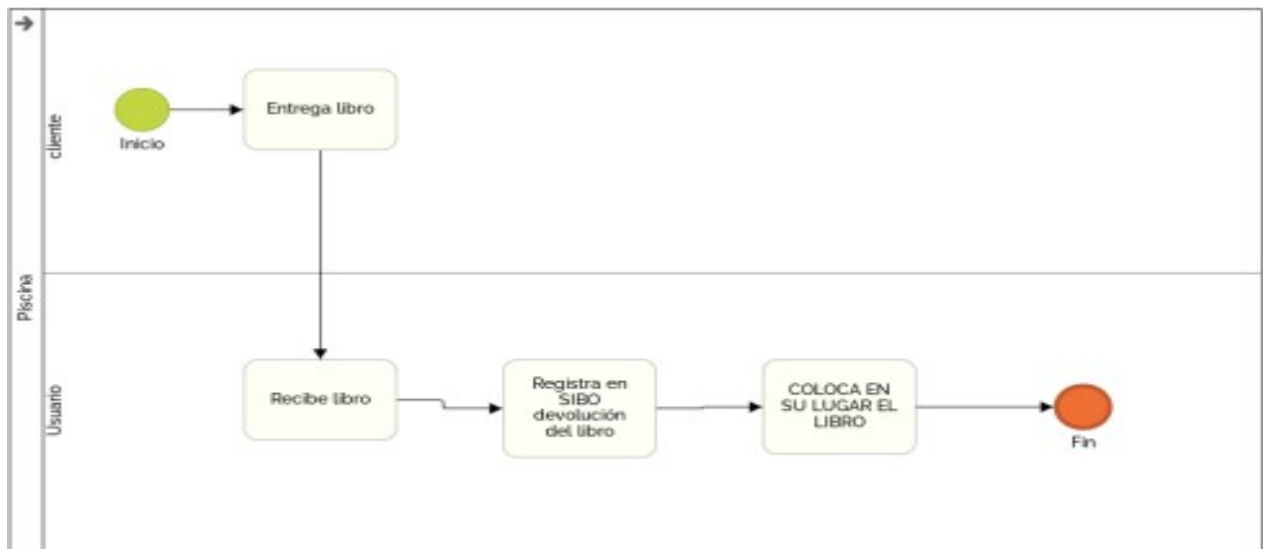 Piscina
cliente
Inicio
Entrega libro
Usuario
Recibe libro
Registra en
SIBO
devolución
del libro
COLOCA EN
SU LUGAR EL
LIBRO
Fin